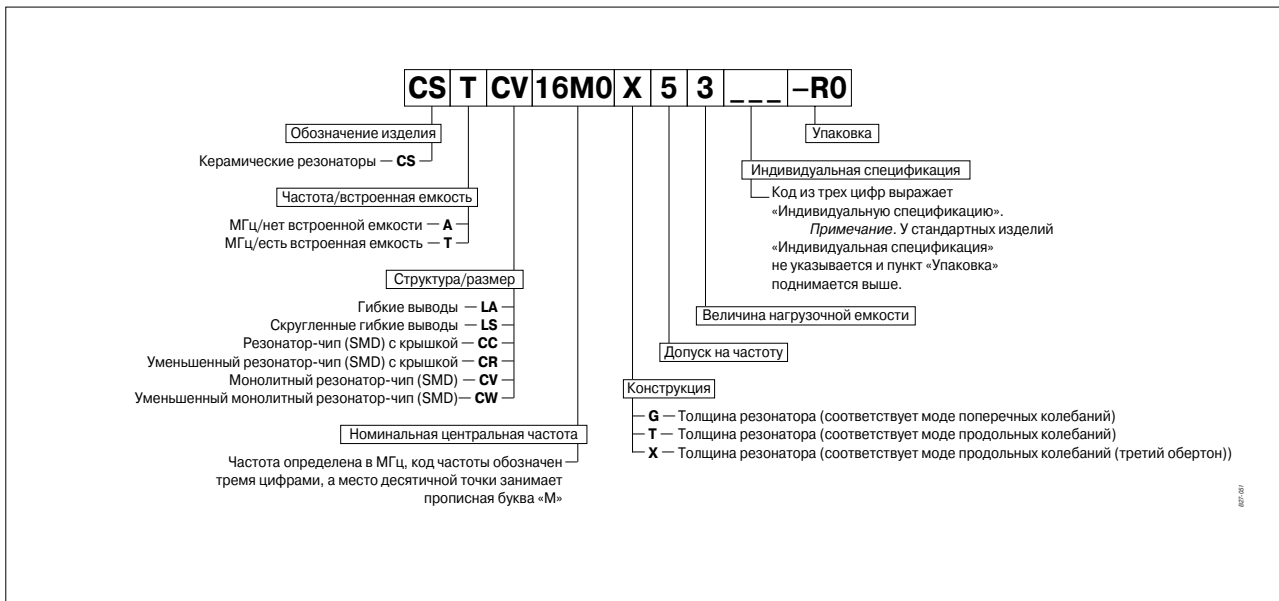 CS T CV 16M0 X 5 3 _ _ _ –R0
Обозначение изделия
Керамические резонаторы — CS
Частота/встроенная емкость
МГц/нет встроенной емкости — A
МГц/есть встроенная емкость — T
Структура/размер
Гибкие выводы — LA
Скругленные гибкие выводы — LS
Резонатор-чип (SMD) с крышкой — CC
Уменьшенный резонатор-чип (SMD) с крышкой — CR
Монолитный резонатор-чип (SMD) — CV
Уменьшенный монолитный резонатор-чип (SMD) — CW
Номинальная центральная частота
Частота определена в МГц, код частоты обозначен
тремя цифрами, а место десятичной точки занимает
прописная буква «М»
Упаковка
Индивидуальная спецификация
Код из трех цифр выражает
«Индивидуальную спецификацию».
Примечание. У стандартных изделий
«Индивидуальная спецификация»
не указывается и пункт «Упаковка»
поднимается выше.
Величина нагрузочной емкости
Допуск на частоту
Конструкция
G — Толщина резонатора (соответствует моде поперечных колебаний)
T — Толщина резонатора (соответствует моде продольных колебаний)
X — Толщина резонатора (соответствует моде продольных колебаний (третий обертон))